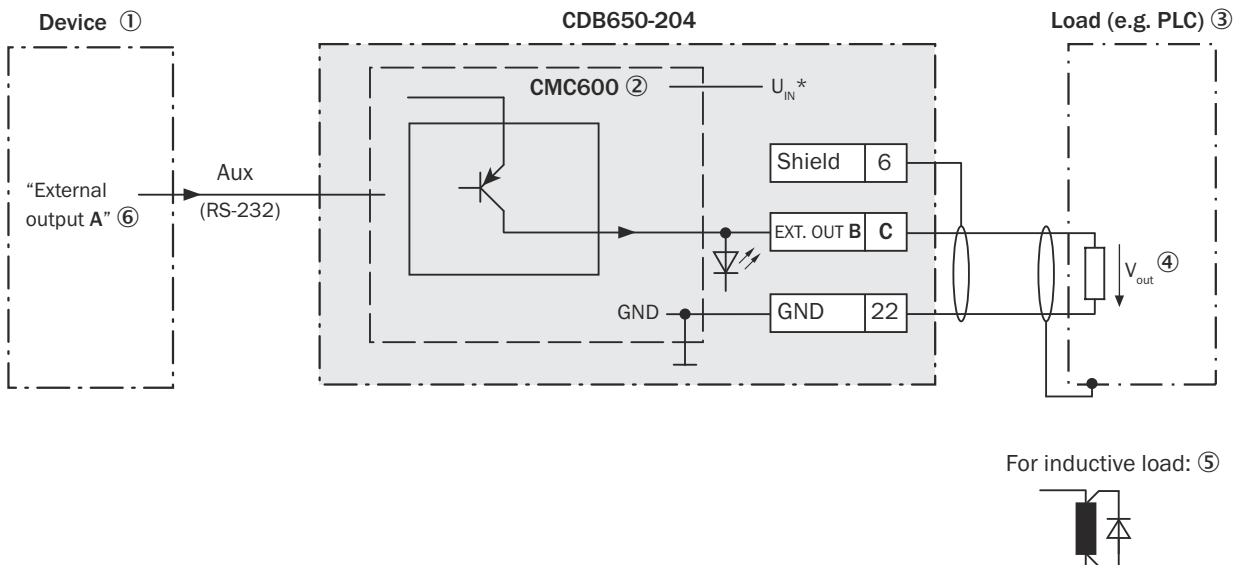 Device ①
CDB650-204
Load (e.g. PLC) ③
CMC600 ②
U_IN*
Shield 6
Aux
(RS-232)
"External
output A" ⑥
EXT. OUT B C
V_out ④
GND
GND 22
For inductive load: ⑤